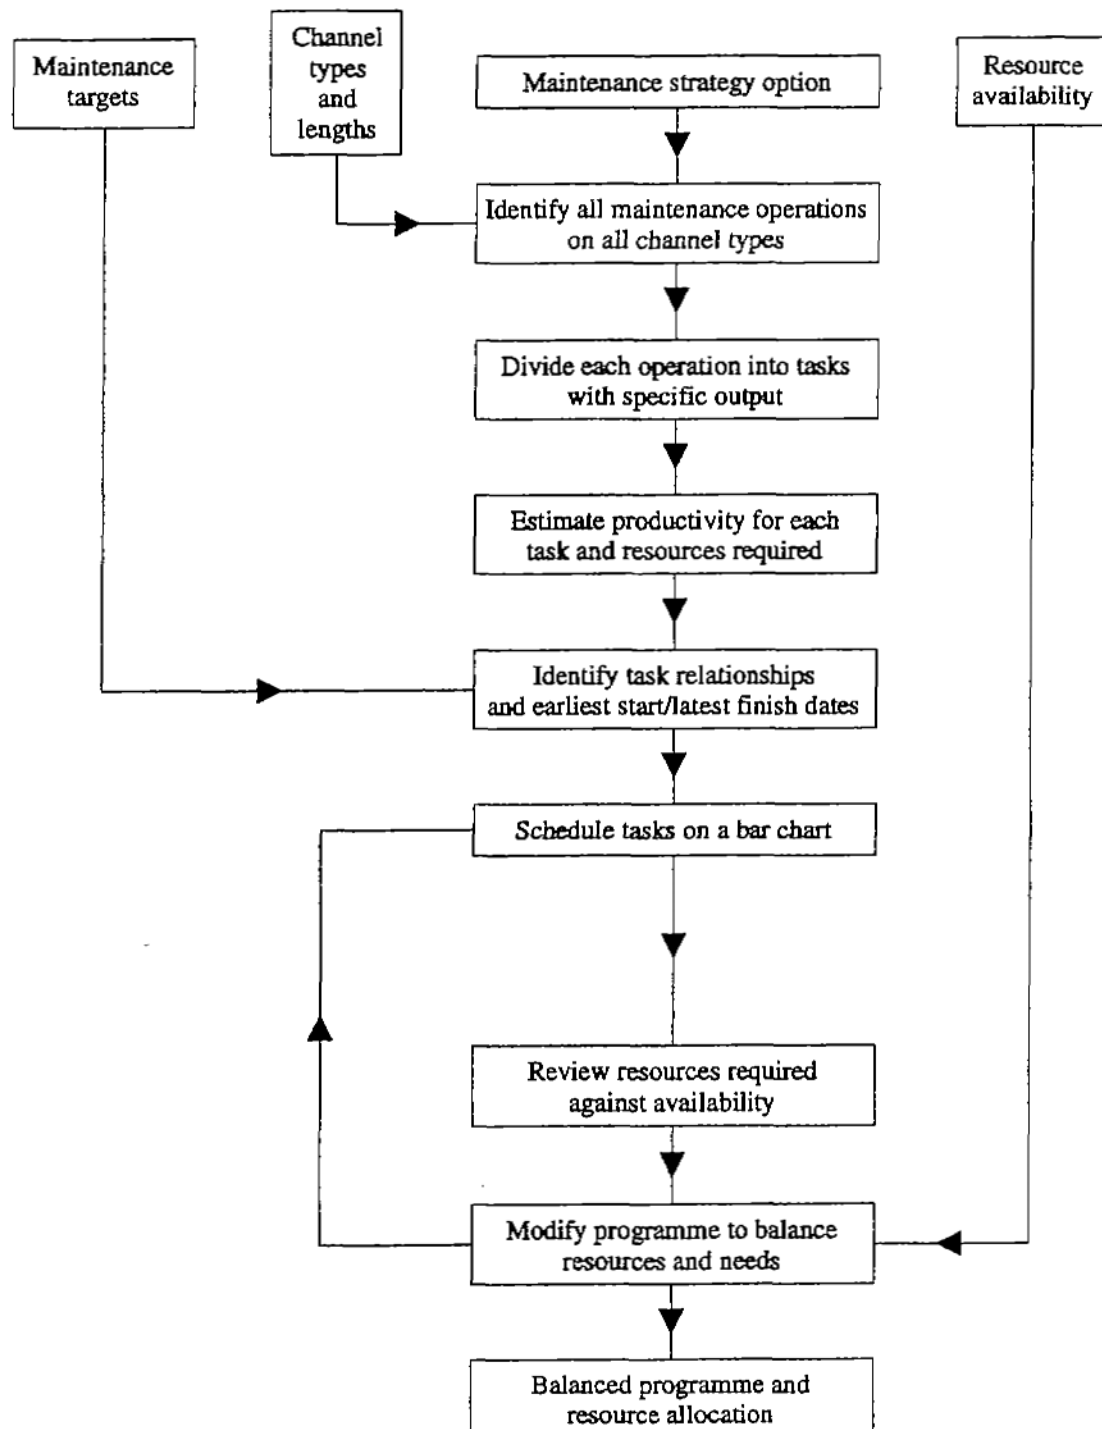 Maintenance
targets
Channel
types
and
lengths
Maintenance strategy option
Resource
availability
Identify all maintenance operations
on all channel types
Divide each operation into tasks
with specific output
Estimate productivity for each
task and resources required
Identify task relationships
and earliest start/latest finish dates
Schedule tasks on a bar chart
Review resources required
against availability
Modify programme to balance
resources and needs
Balanced programme and
resource allocation